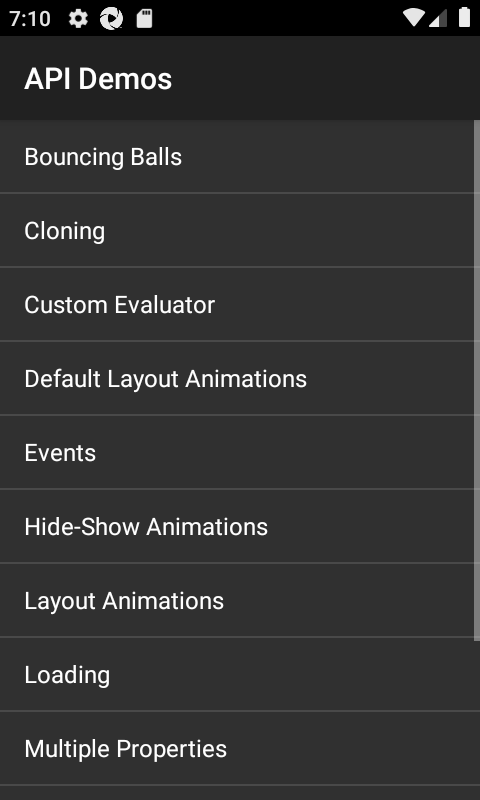 7:10
API Demos
Bouncing Balls
Cloning
Custom Evaluator
Default Layout Animations
Events
Hide-Show Animations
Layout Animations
Loading
Multiple Properties